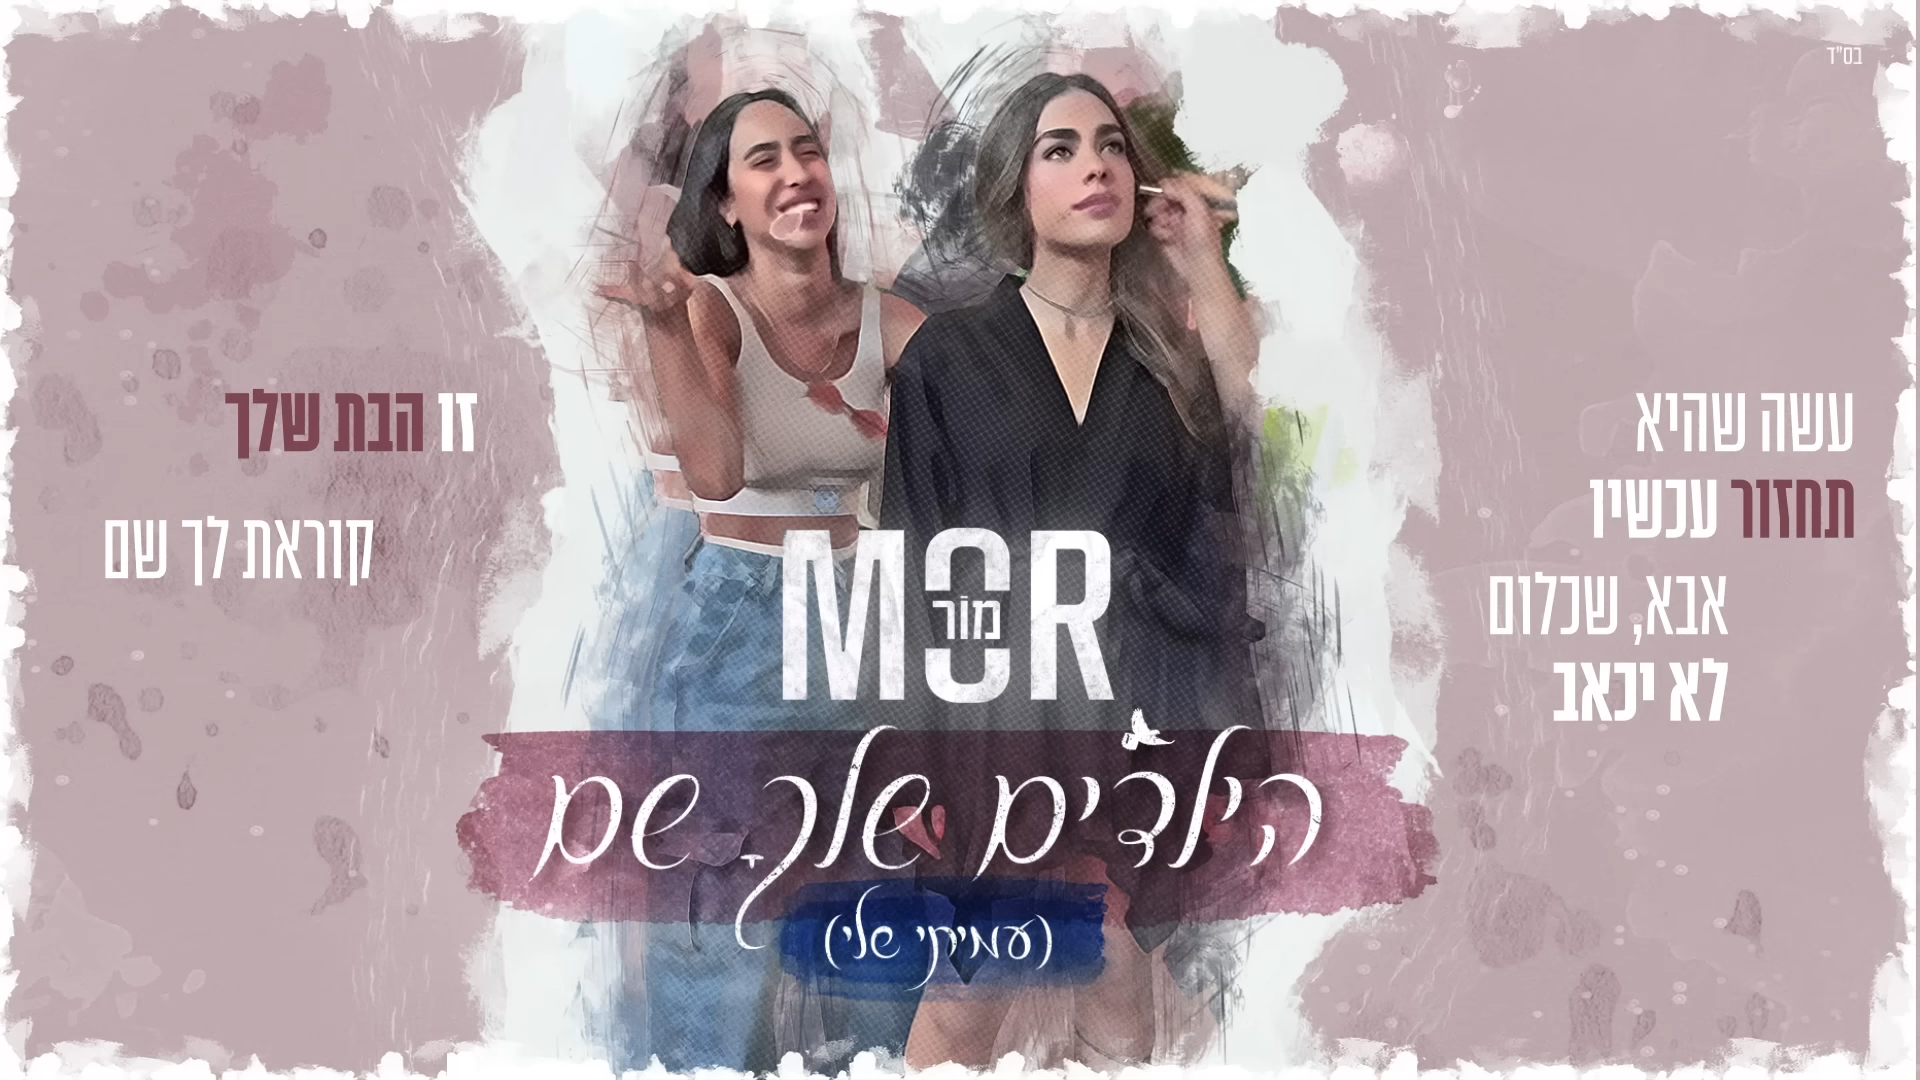 בס"ד
עשה שהיא
תחזור עכשיו
אבא, שכלום
לא יכאב
זו הבת שלך
קוראת לך שם
MOR
מוֹר
הילדים שלךָ שם
(עמיתי שלי)